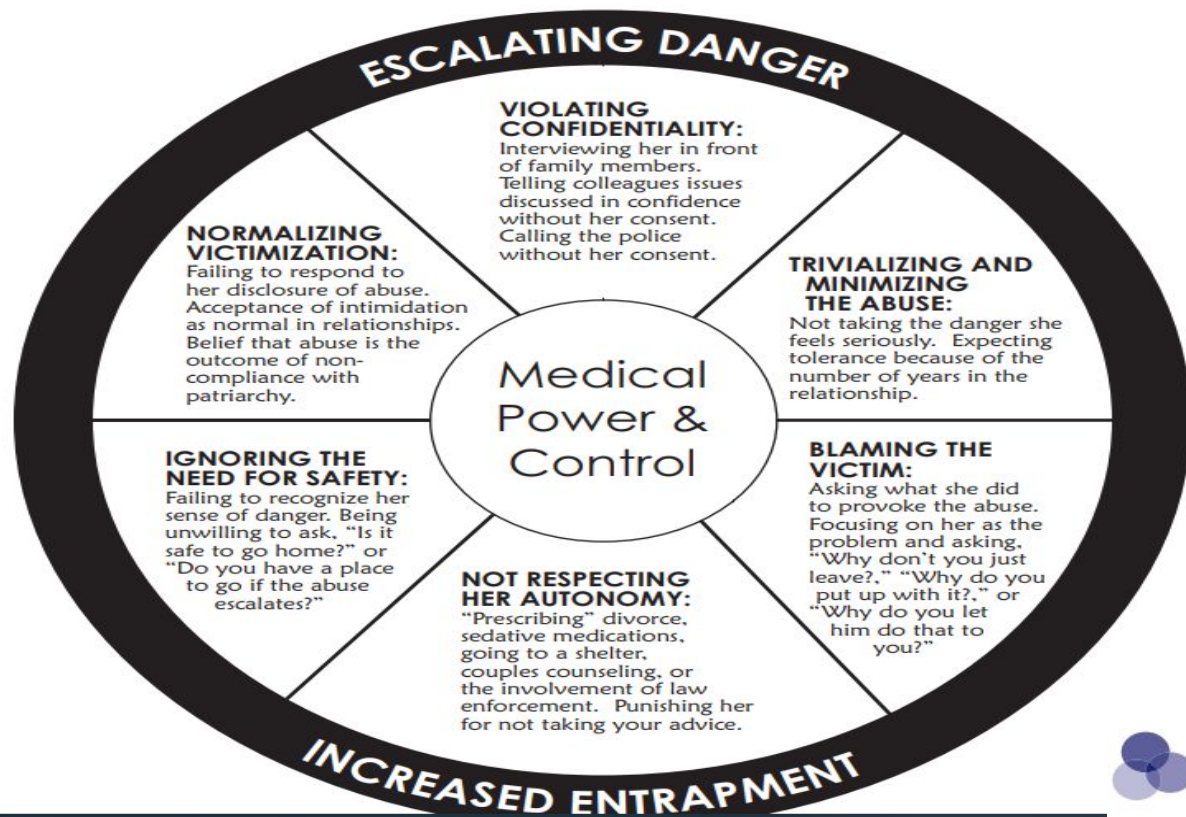 ESCALATING DANGER
VIOLATING
CONFIDENTIALITY:
Interviewing her in front
of family members.
Telling colleagues issues
discussed in confidence
without her consent.
Calling the police
without her consent.
TRIVIALIZING AND
MINIMIZING
THE ABUSE:
Not taking the danger she
feels seriously. Expecting
tolerance because of the
number of years in the
relationship.
BLAMING THE
VICTIM:
Asking what she did
to provoke the abuse.
Focusing on her as the
problem and asking,
“Why don’t you just
leave?,” “Why do you
put up with it?,” or
“Why do you let
him do that to
you?”
NOT RESPECTING
HER AUTONOMY:
“Prescribing” divorce,
sedative medications,
going to a shelter,
couples counseling, or
the involvement of law
enforcement. Punishing her
for not taking your advice.
IGNORING THE
NEED FOR SAFETY:
Failing to recognize her
sense of danger. Being
unwilling to ask, “Is it
safe to go home?” or
“Do you have a place
to go if the abuse
escalates?”
NORMALIZING
VICTIMIZATION:
Failing to respond to
her disclosure of abuse.
Acceptance of intimidation
as normal in relationships.
Belief that abuse is the
outcome of non-
compliance with
patriarchy.
Medical
Power &
Control
INCREASED ENTRAPMENT